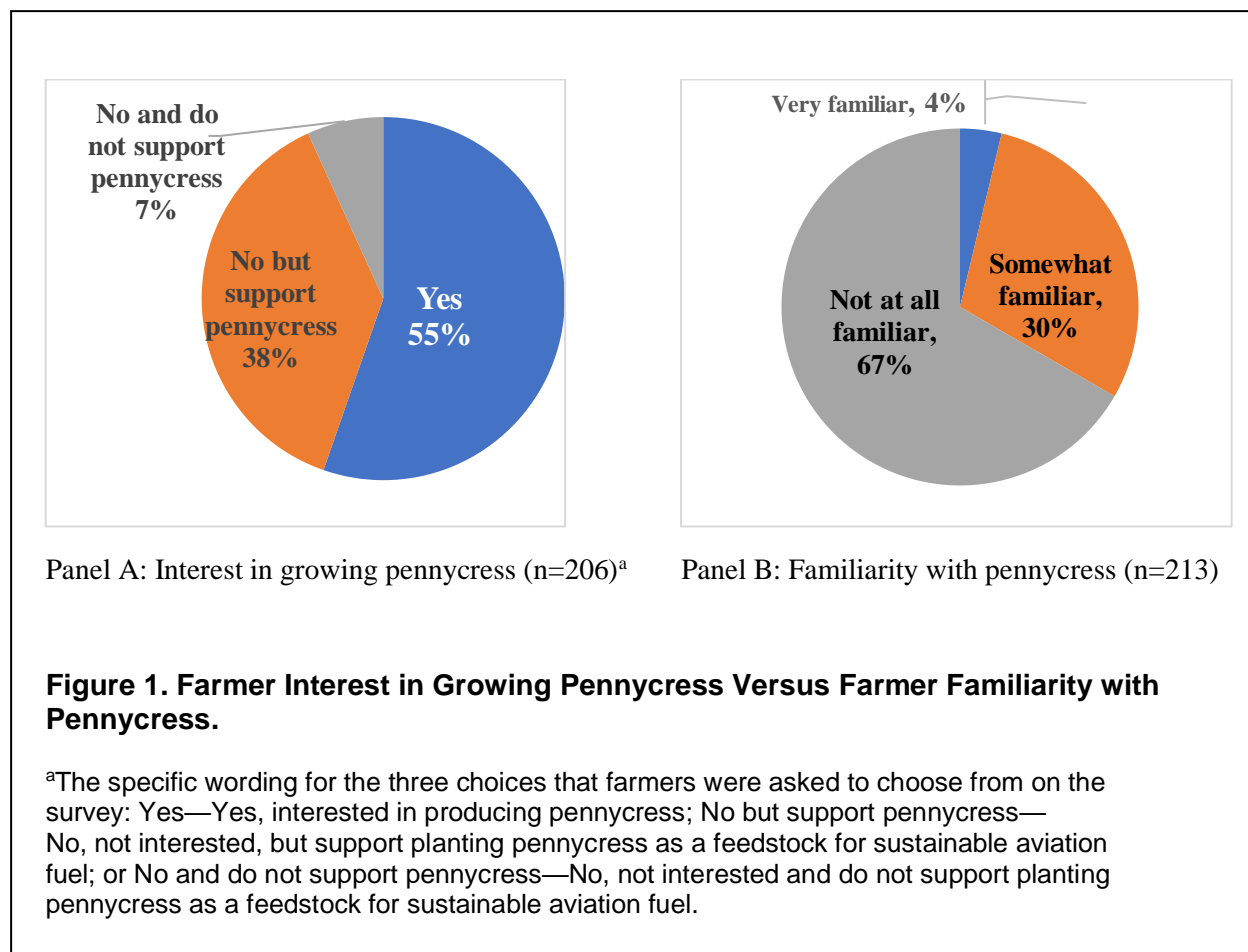 No and do
not support
pennycress
7%
No but
support
pennycress
38%
Yes
55%
Very familiar, 4%
Somewhat
familiar,
30%
Not at all
familiar,
67%
Panel A: Interest in growing pennycress (n=206)a
Panel B: Familiarity with pennycress (n=213)
Figure 1. Farmer Interest in Growing Pennycress Versus Farmer Familiarity with
Pennycress.
aThe specific wording for the three choices that farmers were asked to choose from on the
survey: Yes—Yes, interested in producing pennycress; No but support pennycress—
No, not interested, but support planting pennycress as a feedstock for sustainable aviation
fuel; or No and do not support pennycress—No, not interested and do not support planting
pennycress as a feedstock for sustainable aviation fuel.